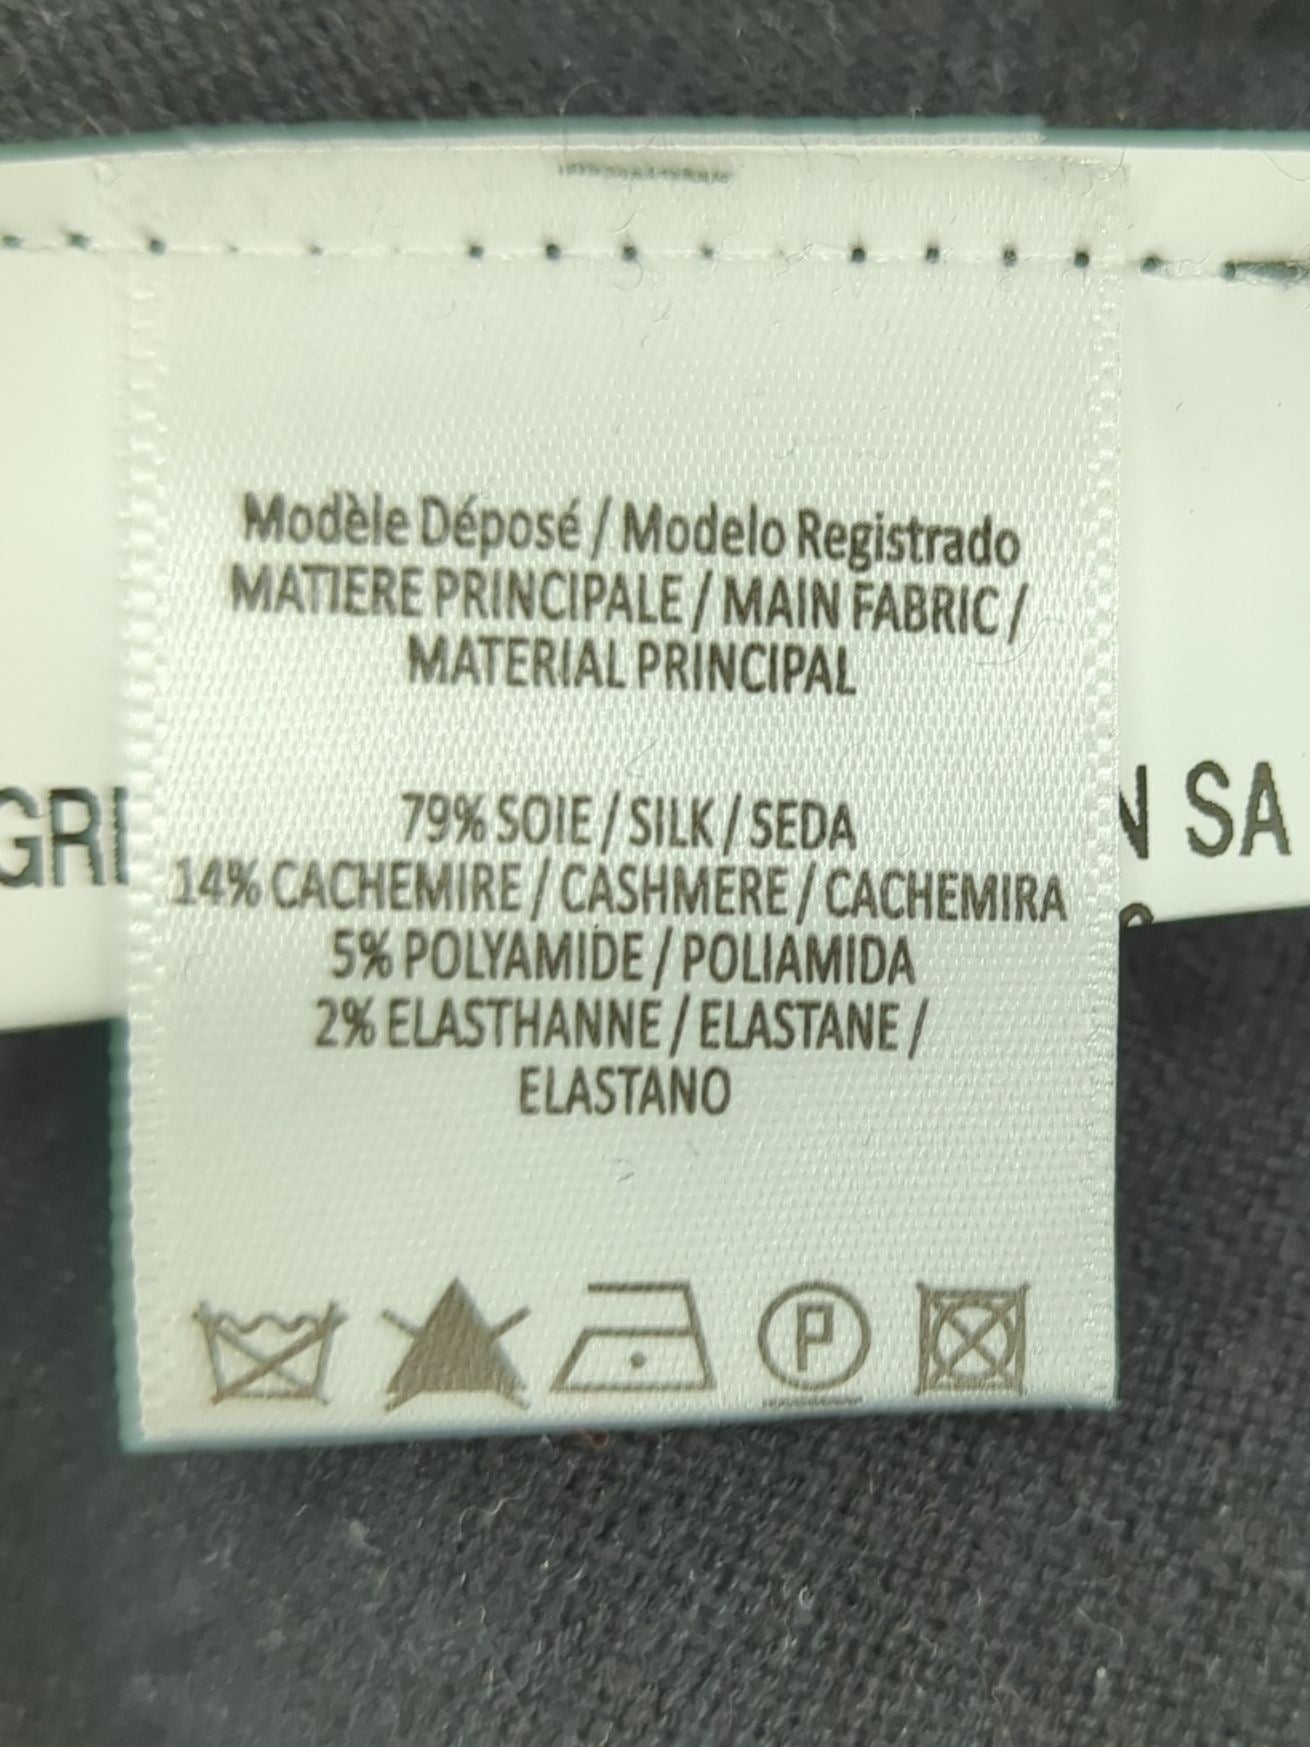 Modèle Déposé / Modelo Registrado
MATIERE PRINCIPALE / MAIN FABRIC /
MATERIAL PRINCIPAL
79% SOIE / SILK / SEDA
14% CACHEMIRE / CASHMERE / CACHEMIRA
5% POLYAMIDE / POLIAMIDA
2% ELASTHANNE / ELASTANE /
ELASTANO
P
SA